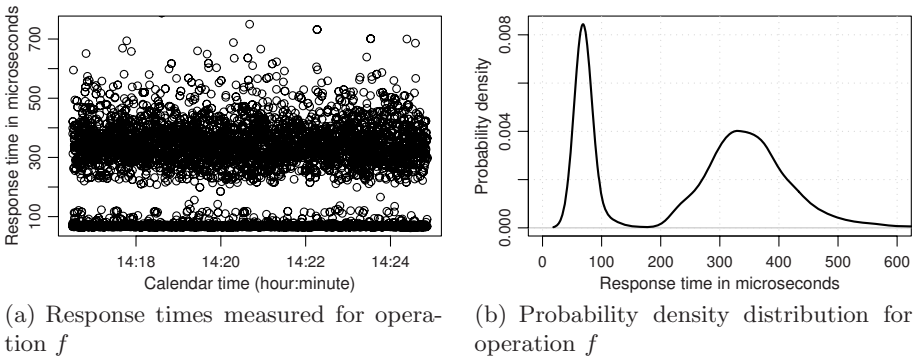 Response time in microseconds
700
500
300
100
14:18
14:20
14:22
14:24
Calendar time (hour:minute)
(a) Response times measured for opera-
tion f
Probability density
0.008
0.004
0.000
0
100
200
300
400
500
600
Response time in microseconds
(b) Probability density distribution for
operation f